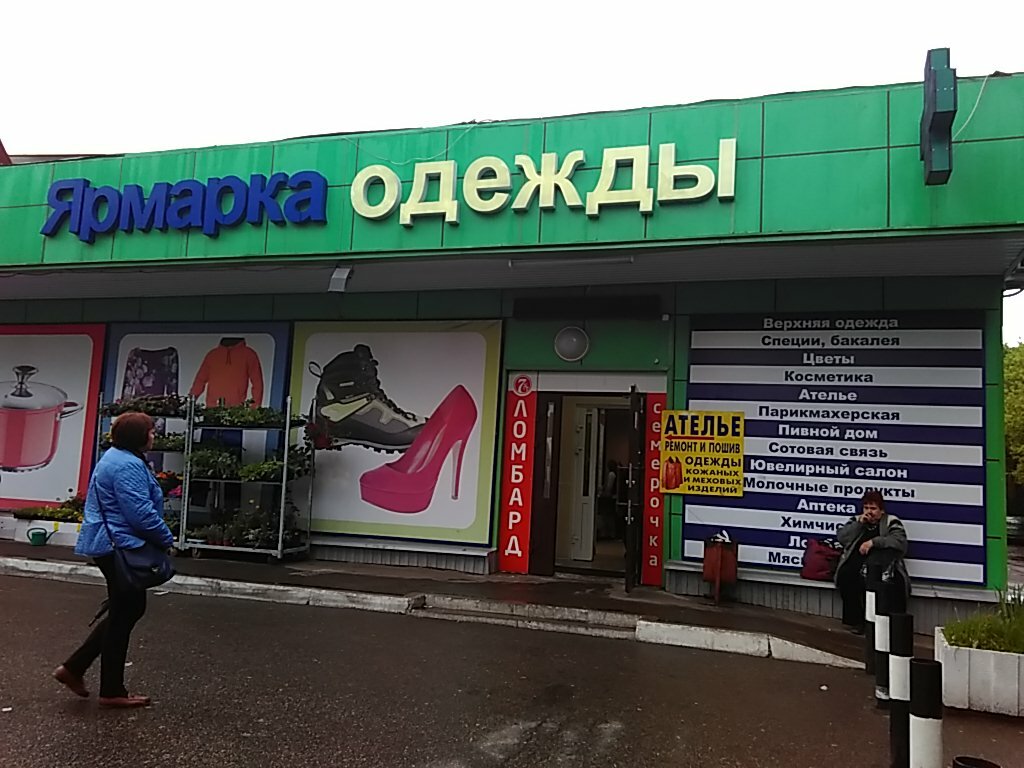 Ярмарка одежды
7я
ЛОМБАРД
Семерочка
АТЕЛЬЕ
РЕМОНТ И ПОШИВ
ОДЕЖДЫ
КОЖАНЫХ
И МЕХОВЫХ
ИЗДЕЛИЙ
Верхняя одежда
Специи, бакалея
Цветы
Косметика
Ателье
Парикмахерская
Пивной дом
Сотовая связь
Ювелирный салон
Молочные продукты
Аптека